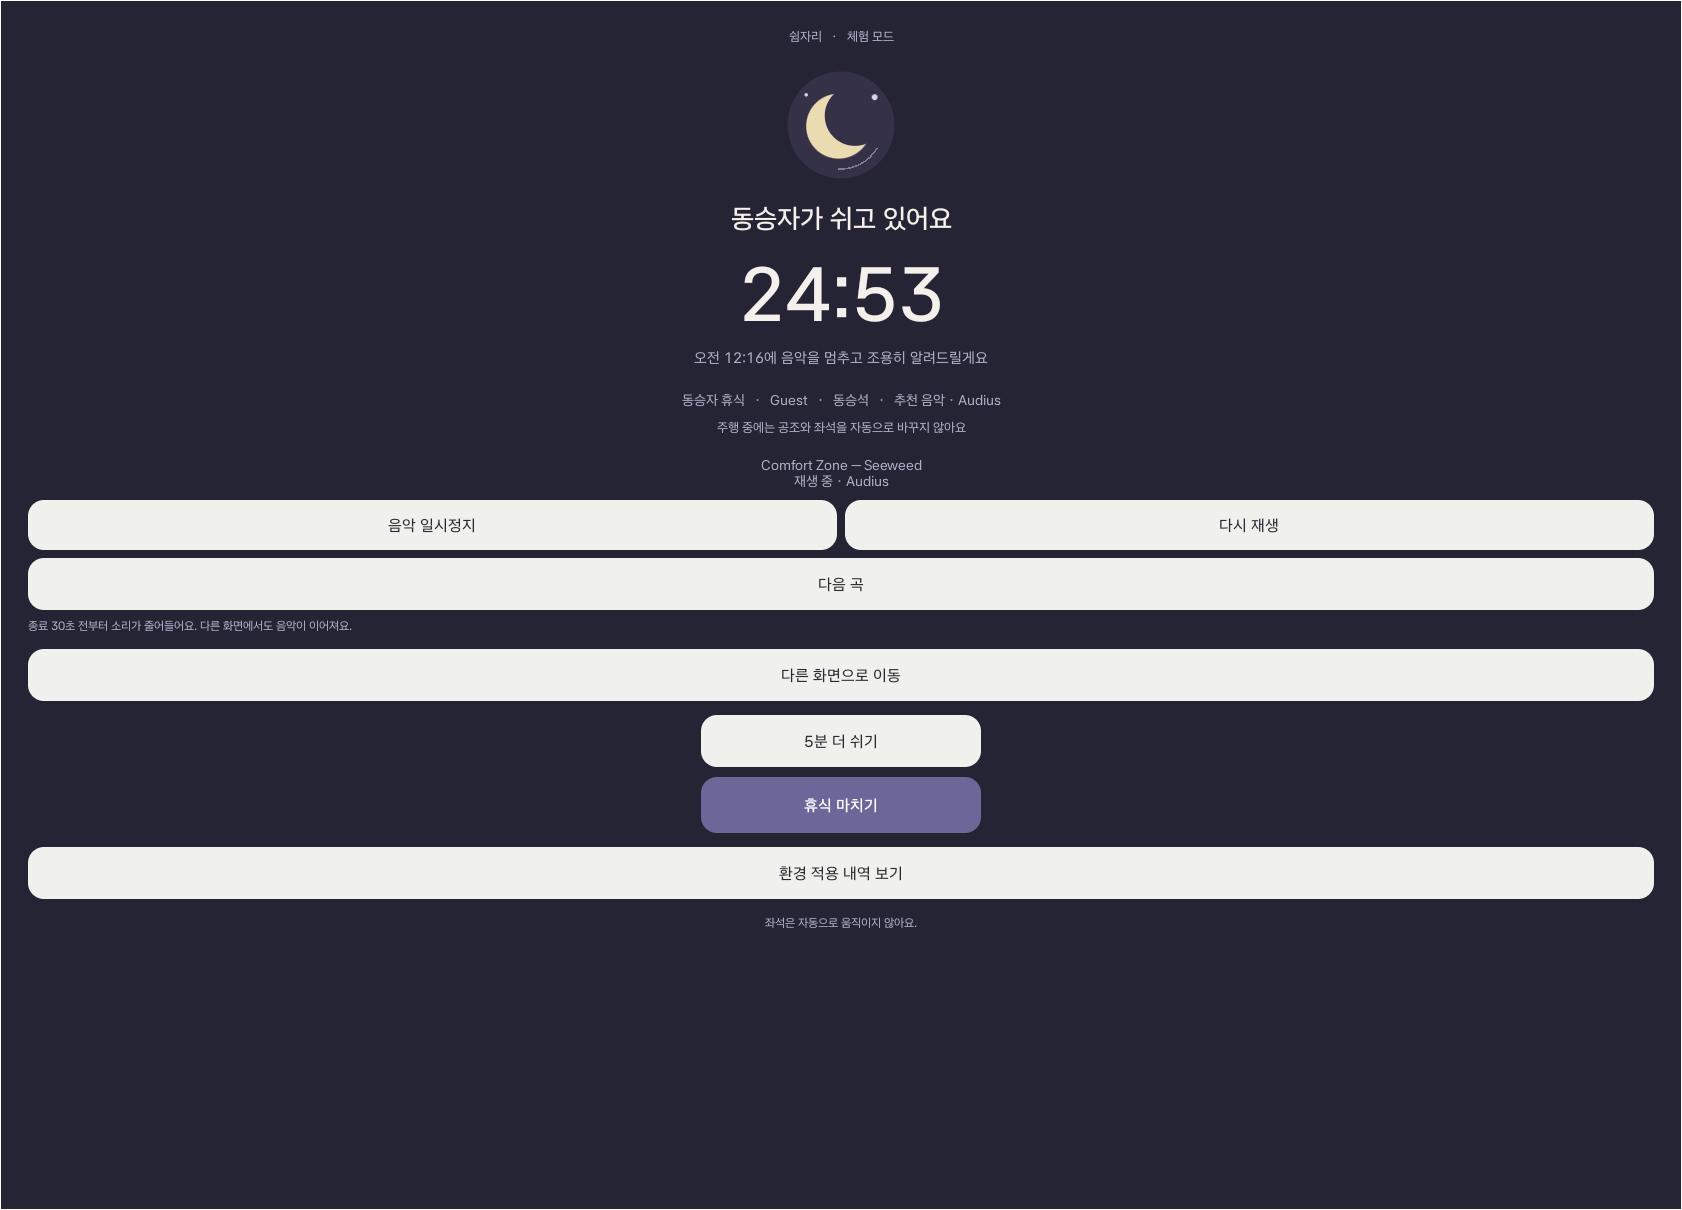 쉼자리 · 체험 모드
동승자가 쉬고 있어요
24:53
오전 12:16에 음악을 멈추고 조용히 알려드릴게요
동승자 휴식 · Guest · 동승석 · 추천 음악 · Audius
주행 중에는 공조와 좌석을 자동으로 바꾸지 않아요
Comfort Zone — Seeweed
재생 중 · Audius
음악 일시정지
다시 재생
다음 곡
종료 30초 전부터 소리가 줄어들어요. 다른 화면에서도 음악이 이어져요.
다른 화면으로 이동
5분 더 쉬기
휴식 마치기
환경 적용 내역 보기
좌석은 자동으로 움직이지 않아요.